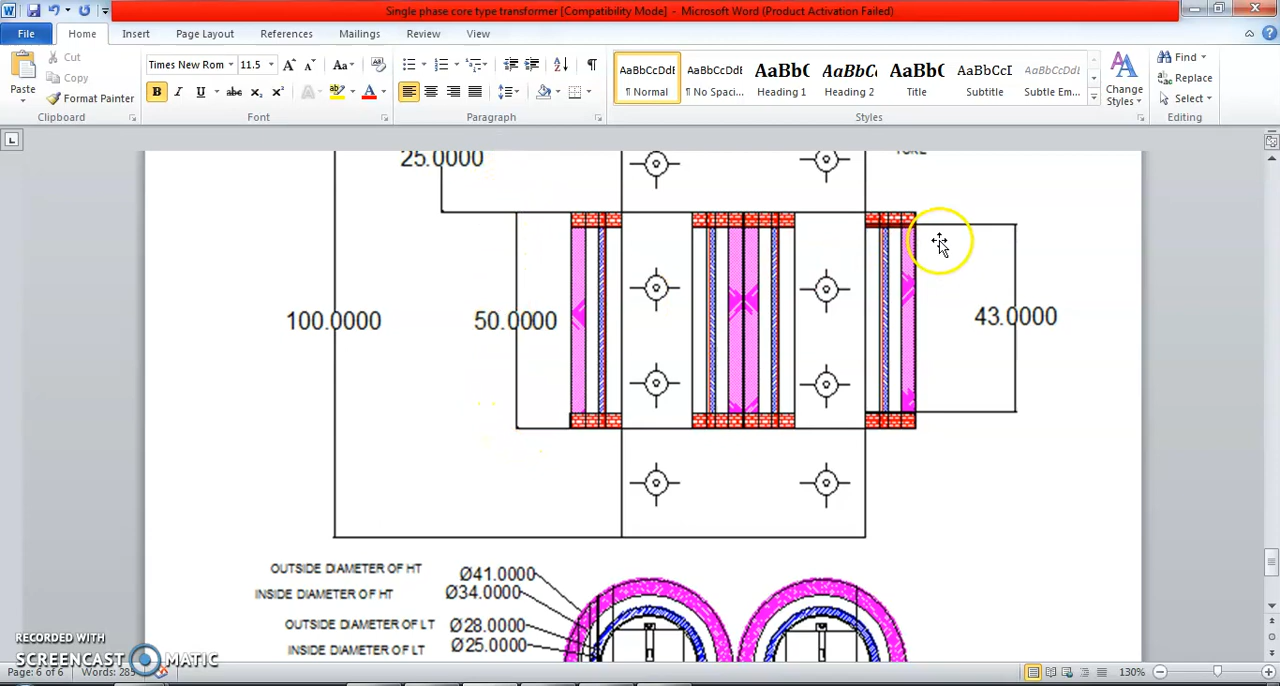 Single phase core type transformer [Compatibility Mode] - Microsoft Word (Product Activation Failed)
File Home Insert Page Layout References Mailings Review View
Cut
Copy
Format Painter
Paste
Clipboard
Times New Rom 11.5
Font
Paragraph
AaBbCcDdE AaBbCcDdE AaBbC AaBbCc AaBbC AaBbCcI AaBbCcDdE
¶ Normal ¶ No Spaci... Heading 1 Heading 2 Title Subtitle Subtle Em...
Styles
Change Styles
Find
Replace
Select
Editing
25.0000
100.0000
50.0000
43.0000
OUTSIDE DIAMETER OF HT Ø41.0000
INSIDE DIAMETER OF HT Ø34.0000
OUTSIDE DIAMETER OF LT Ø28.0000
INSIDE DIAMETER OF LT Ø25.0000
RECORDED WITH
SCREENCAST MATIC
Page: 6 of 6 Words: 285
130%